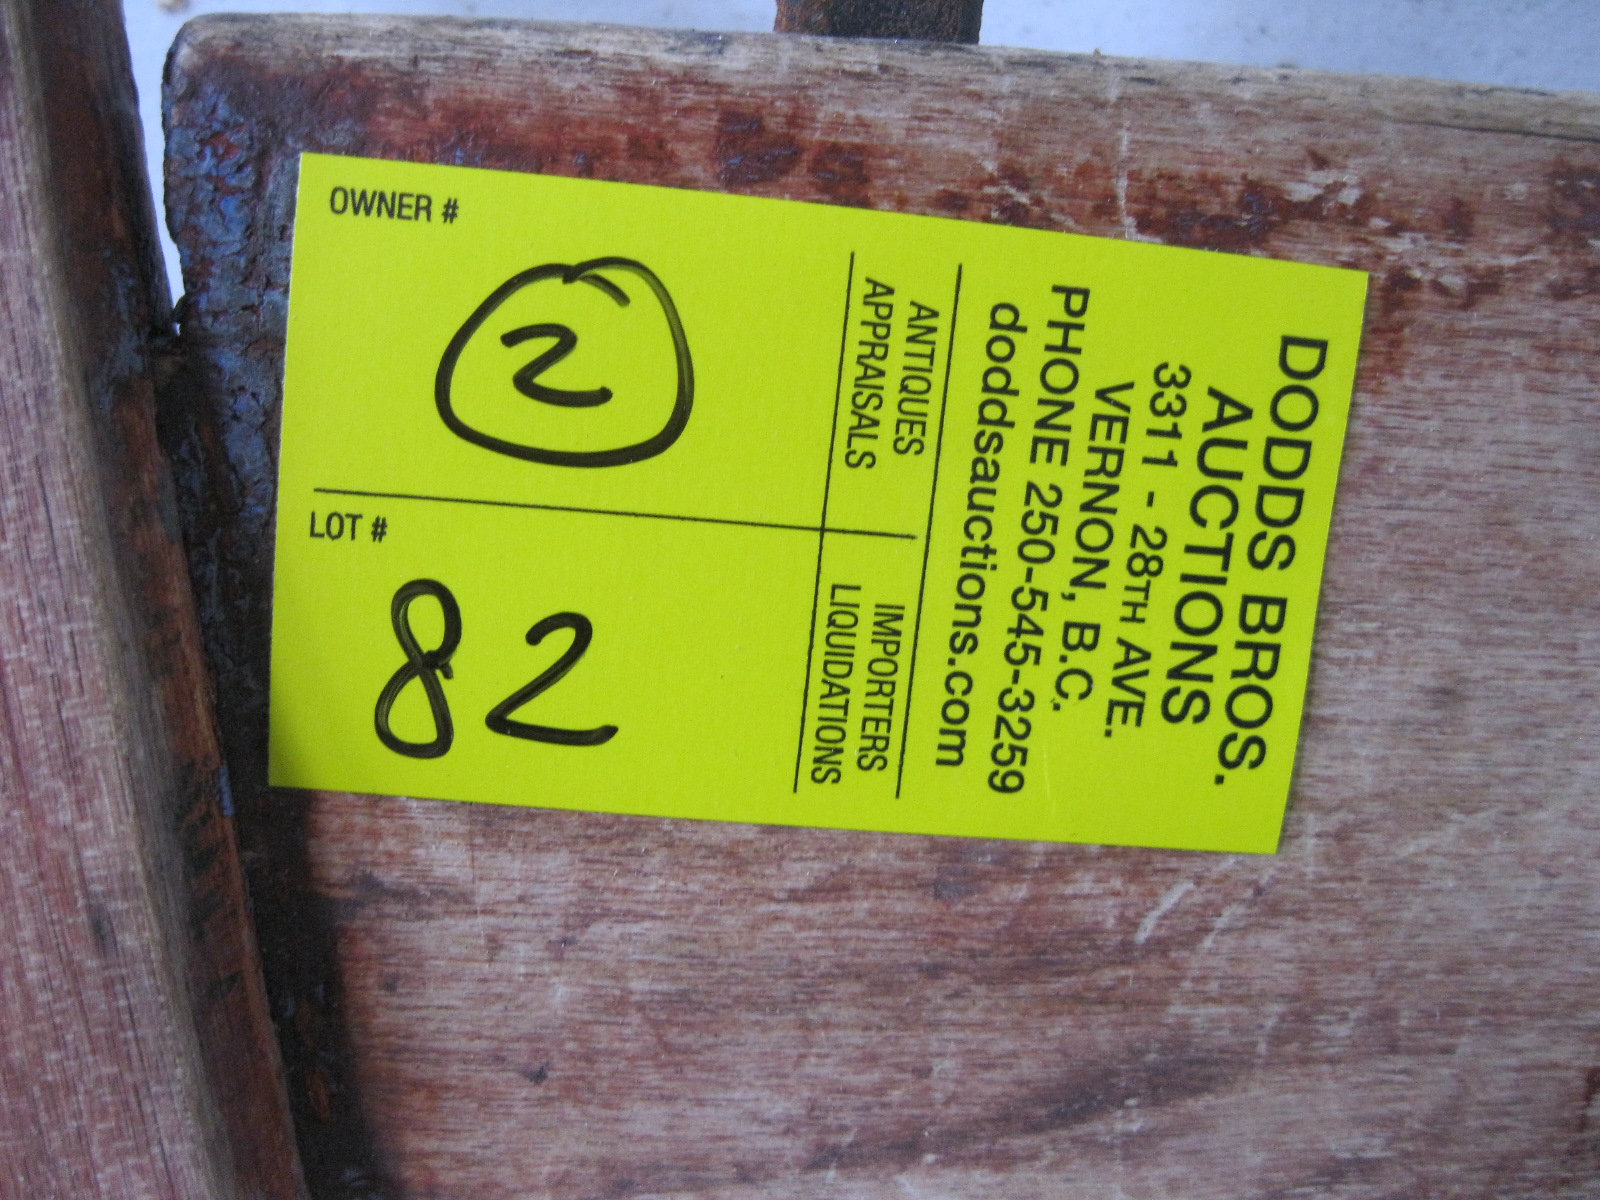 DODDS BROS.
AUCTIONS
3311 - 28TH AVE.
VERNON, B.C.
PHONE 250-545-3259
doddsauctions.com
ANTIQUES
APPRAISALS
IMPORTERS
LIQUIDATIONS
OWNER #
2
LOT #
82